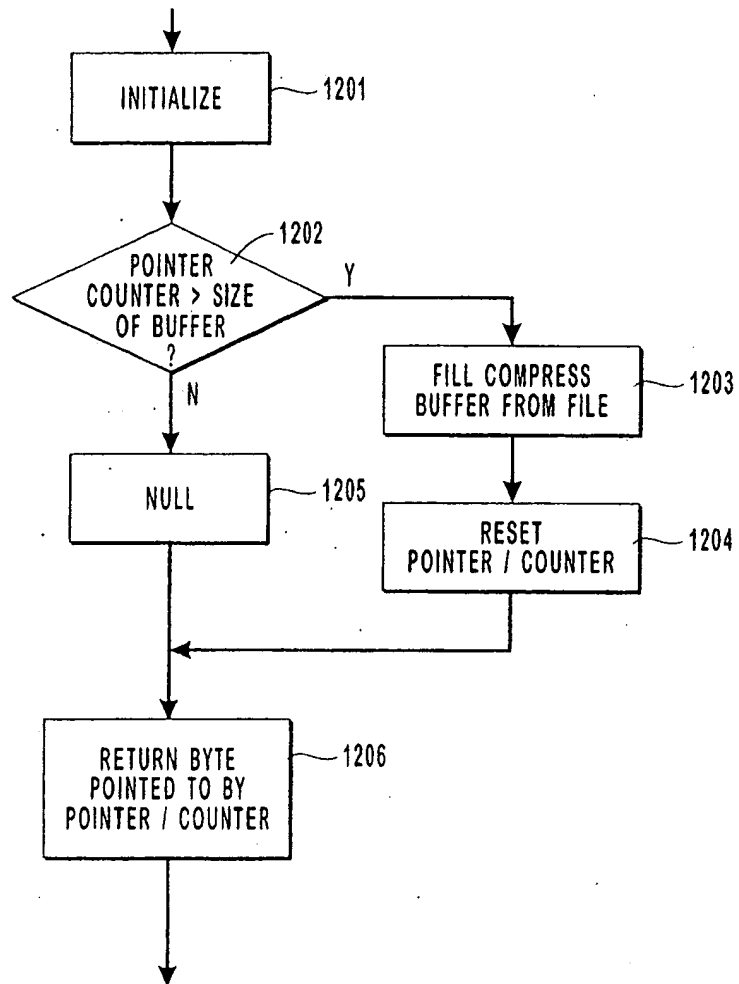 INITIALIZE
1201
1202
POINTER
COUNTER > SIZE
OF BUFFER
?
Y
N
FILL COMPRESS
BUFFER FROM FILE
1203
NULL
1205
RESET
POINTER / COUNTER
1204
RETURN BYTE
POINTED TO BY
POINTER / COUNTER
1206